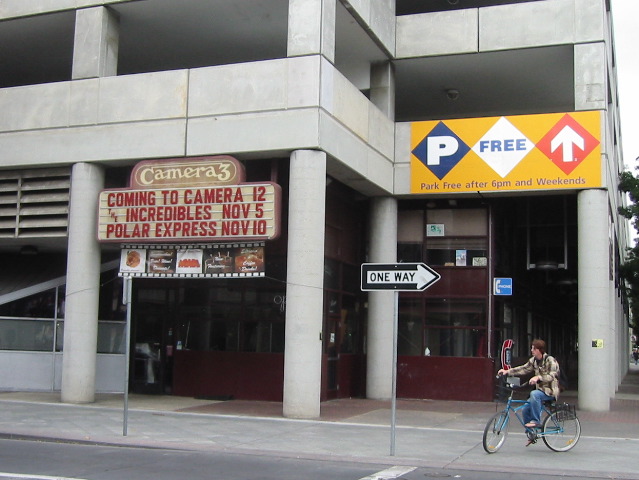 Camera 3
COMING TO CAMERA 12
INCREDIBLES NOV 5
POLAR EXPRESS NOV 10
P FREE
Park Free after 6pm and Weekends
ONE WAY
PHONE